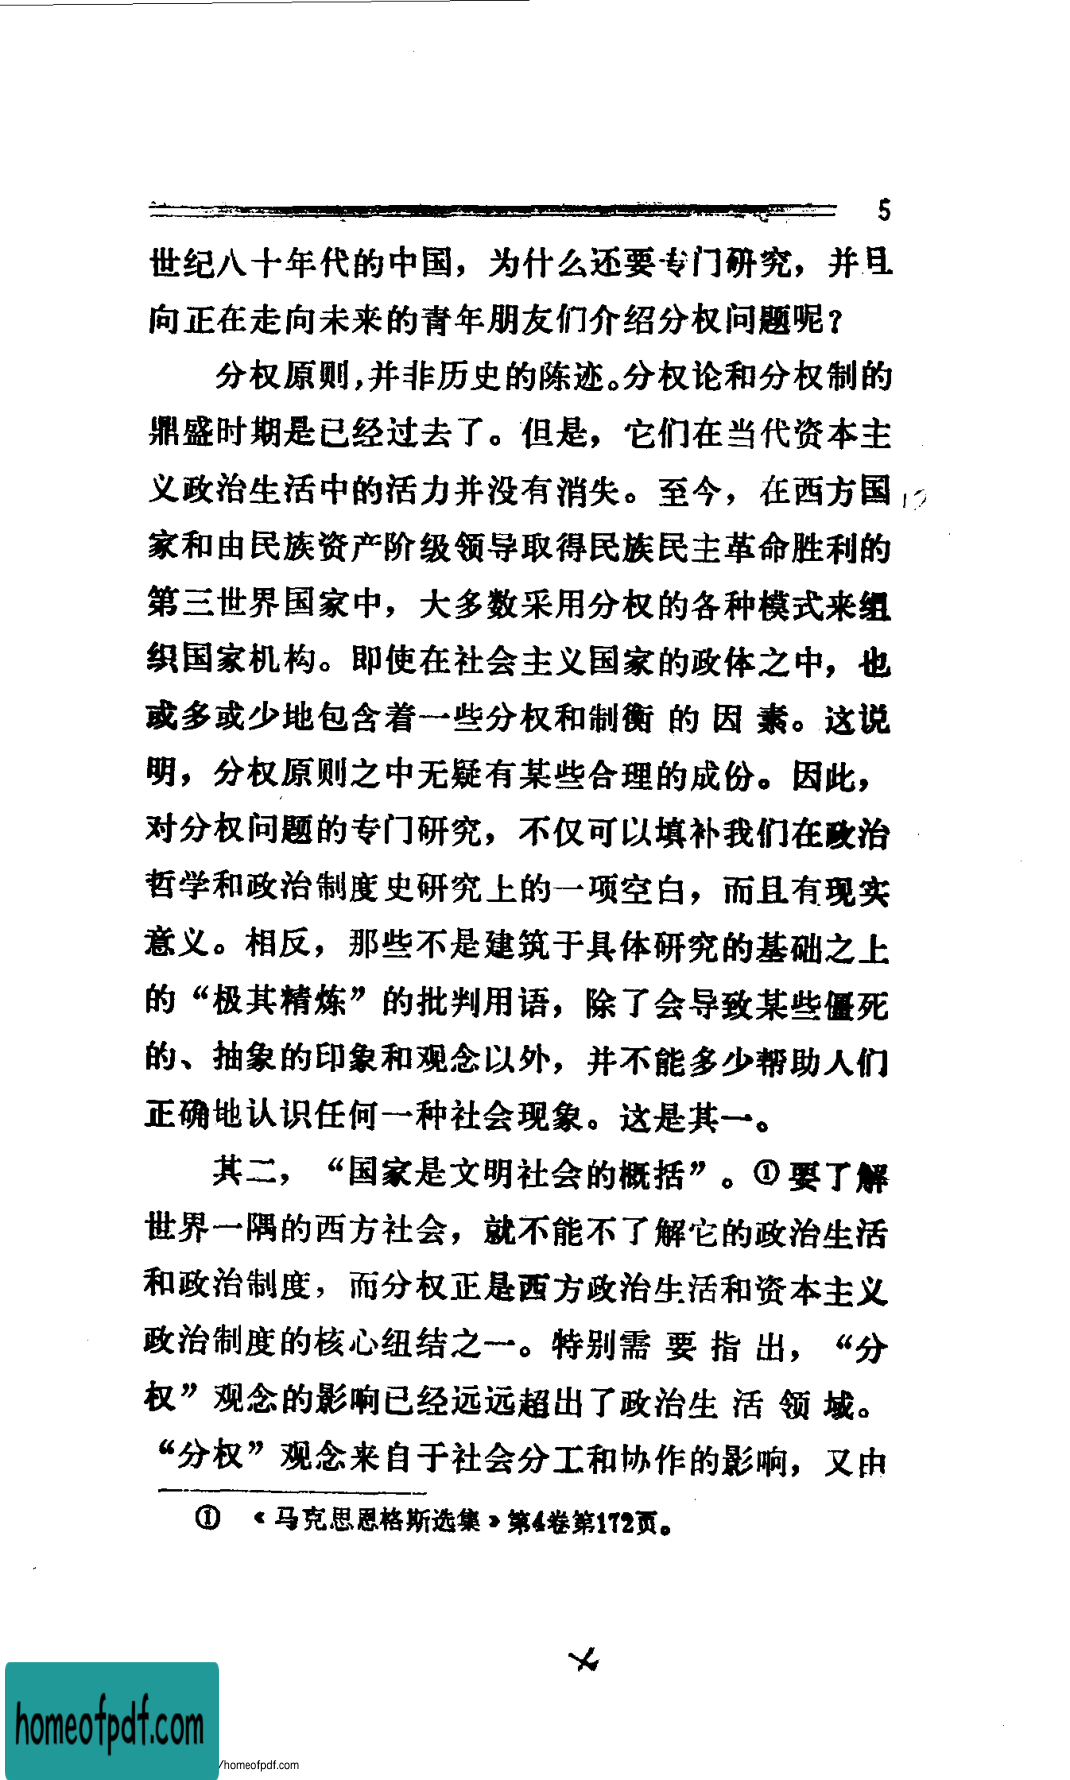 5
世纪八十年代的中国，为什么还要专门研究，并且
向正在走向未来的青年朋友们介绍分权问题呢？
分权原则，并非历史的陈迹。分权论和分权制的
鼎盛时期是已经过去了。但是，它们在当代资本主
义政治生活中的活力并没有消失。至今，在西方国
家和由民族资产阶级领导取得民族民主革命胜利的
第三世界国家中，大多数采用分权的各种模式来组
织国家机构。即使在社会主义国家的政体之中，也
或多或少地包含着一些分权和制衡的因素。这说
明，分权原则之中无疑有某些合理的成份。因此，
对分权问题的专门研究，不仅可以填补我们在政治
哲学和政治制度史研究上的一项空白，而且有现实
意义。相反，那些不是建筑于具体研究的基础之上
的“极其精炼”的批判用语，除了会导致某些僵死
的、抽象的印象和观念以外，并不能多少帮助人们
正确地认识任何一种社会现象。这是其一。
其二，“国家是文明社会的概括”。①要了解
世界一隅的西方社会，就不能不了解它的政治生活
和政治制度，而分权正是西方政治生活和资本主义
政治制度的核心纽结之一。特别需要指出，“分
权”观念的影响已经远远超出了政治生活领域。
“分权”观念来自于社会分工和协作的影响，又由
① 《马克思恩格斯选集》第4卷第172页。
homeofpdf.com
/homeofpdf.com